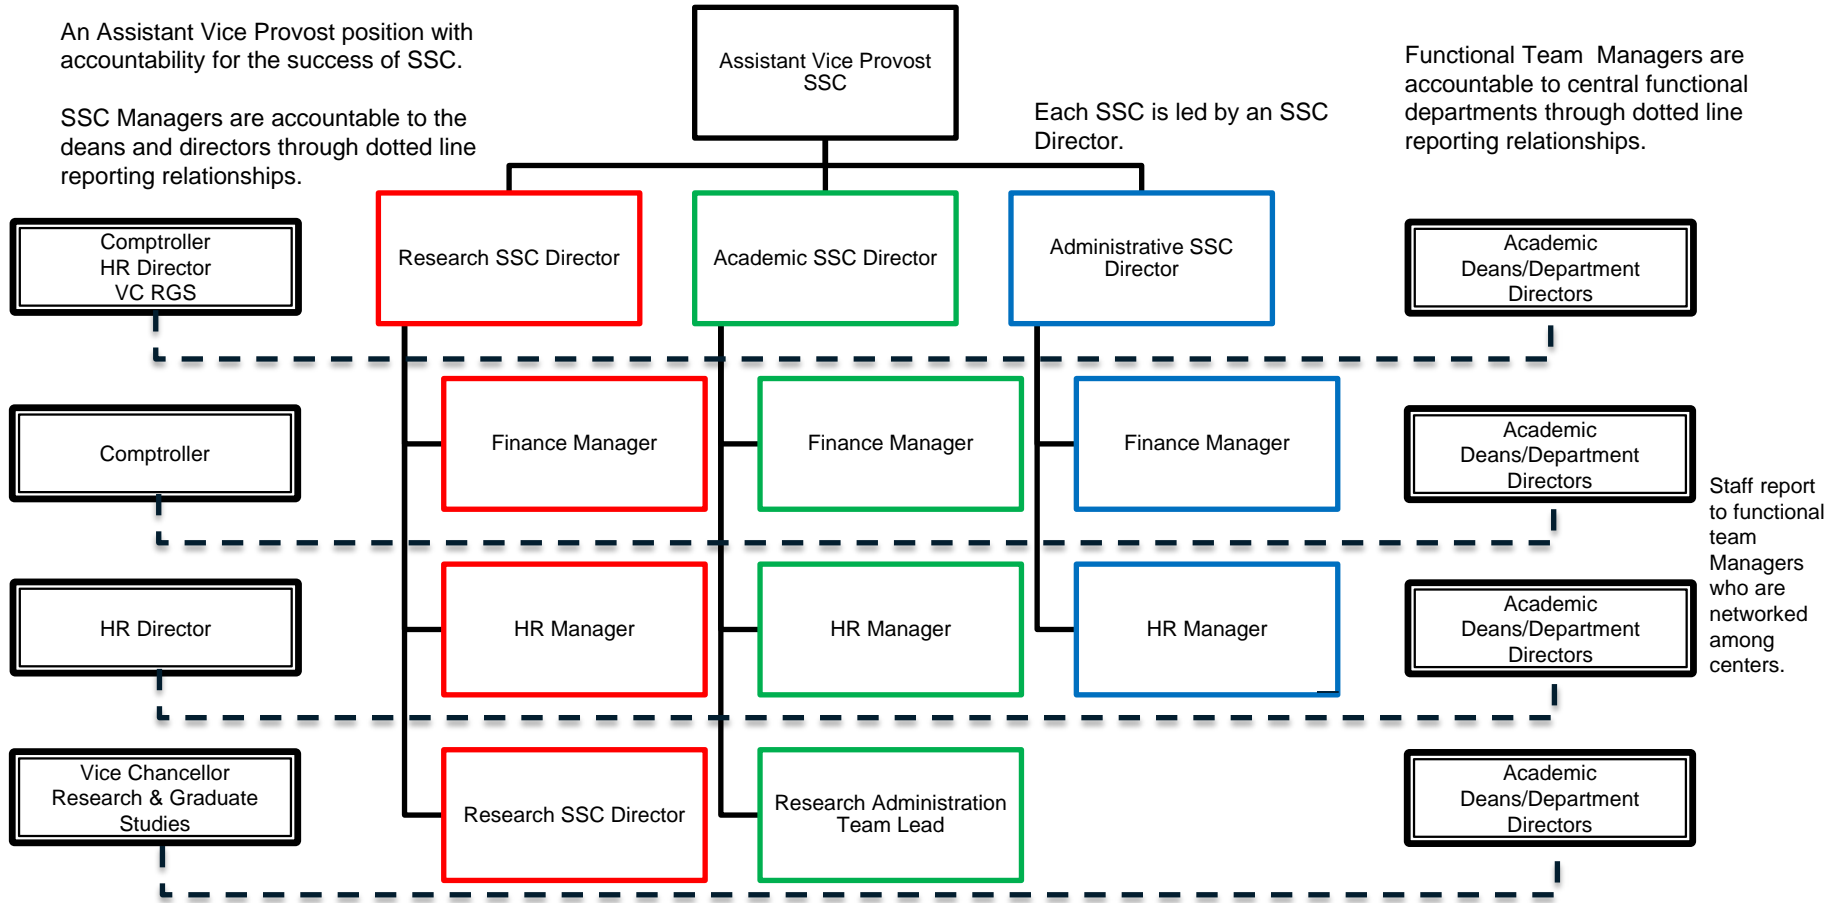 An Assistant Vice Provost position with
accountability for the success of SSC.
SSC Managers are accountable to the
deans and directors through dotted line
reporting relationships.
Assistant Vice Provost
SSC
Each SSC is led by an SSC
Director.
Functional Team  Managers are
accountable to central functional
departments through dotted line
reporting relationships.
Comptroller
HR Director
VC RGS
Research SSC Director
Academic SSC Director
Administrative SSC
Director
Academic
Deans/Department
Directors
Comptroller
Finance Manager
Finance Manager
Finance Manager
Academic
Deans/Department
Directors
Staff report
to functional
team
Managers
who are
networked
among
centers.
HR Director
HR Manager
HR Manager
HR Manager
Academic
Deans/Department
Directors
Vice Chancellor
Research & Graduate
Studies
Research SSC Director
Research Administration
Team Lead
Academic
Deans/Department
Directors